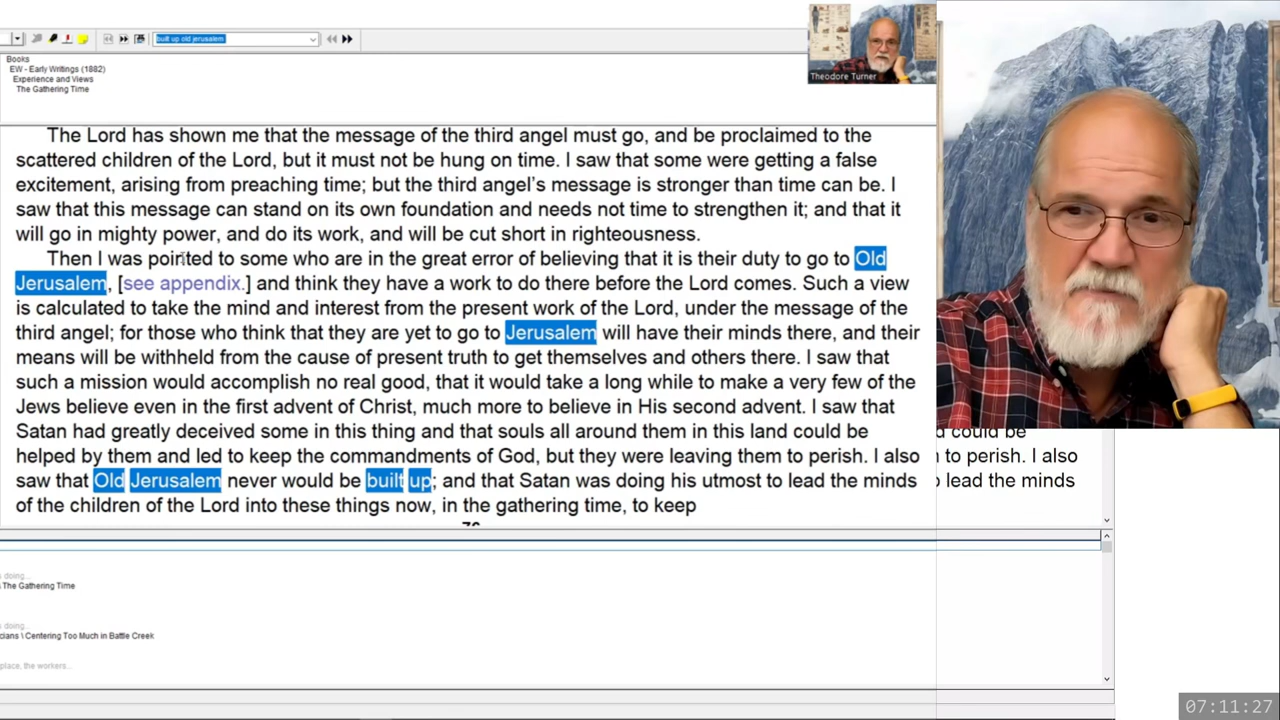 built up old jerusalem
Books
EW - Early Writings (1882)
Experience and Views
The Gathering Time
Theodore Turner
The Lord has shown me that the message of the third angel must go, and be proclaimed to the
scattered children of the Lord, but it must not be hung on time. I saw that some were getting a false
excitement, arising from preaching time; but the third angel's message is stronger than time can be. I
saw that this message can stand on its own foundation and needs not time to strengthen it; and that it
will go in mighty power, and do its work, and will be cut short in righteousness.
Then I was pointed to some who are in the great error of believing that it is their duty to go to Old
Jerusalem, [see appendix.] and think they have a work to do there before the Lord comes. Such a view
is calculated to take the mind and interest from the present work of the Lord, under the message of the
third angel; for those who think that they are yet to go to Jerusalem will have their minds there, and their
means will be withheld from the cause of present truth to get themselves and others there. I saw that
such a mission would accomplish no real good, that it would take a long while to make a very few of the
Jews believe even in the first advent of Christ, much more to believe in His second advent. I saw that
Satan had greatly deceived some in this thing and that souls all around them in this land could be
helped by them and led to keep the commandments of God, but they were leaving them to perish. I also
saw that Old Jerusalem never would be built up; and that Satan was doing his utmost to lead the minds
of the children of the Lord into these things now, in the gathering time, to keep
could be
to perish. I also
lead the minds
doing...
The Gathering Time
doing...
cians \ Centering Too Much in Battle Creek
place, the workers...
07:11:27